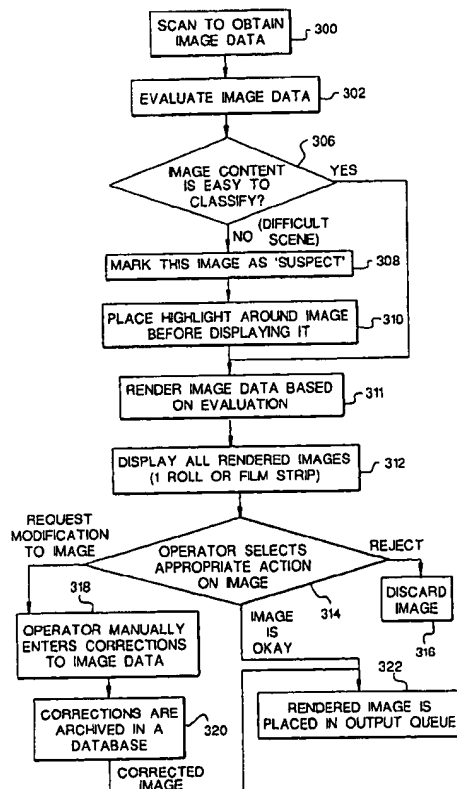 SCAN TO OBTAIN
IMAGE DATA
300
EVALUATE IMAGE DATA
302
306
IMAGE CONTENT
IS EASY TO
CLASSIFY?
YES
NO (DIFFICULT
SCENE)
MARK THIS IMAGE AS 'SUSPECT'
308
PLACE HIGHLIGHT AROUND IMAGE
BEFORE DISPLAYING IT
310
RENDER IMAGE DATA BASED
ON EVALUATION
311
DISPLAY ALL RENDERED IMAGES
(1 ROLL OR FILM STRIP)
312
REQUEST
MODIFICATION
TO IMAGE
OPERATOR SELECTS
APPROPRIATE ACTION
ON IMAGE
REJECT
314
DISCARD
IMAGE
316
318
OPERATOR MANUALLY
ENTERS CORRECTIONS
TO IMAGE DATA
IMAGE
IS
OKAY
322
RENDERED IMAGE IS
PLACED IN OUTPUT QUEUE
CORRECTIONS ARE
ARCHIVED IN A
DATABASE
320
CORRECTED
IMAGE